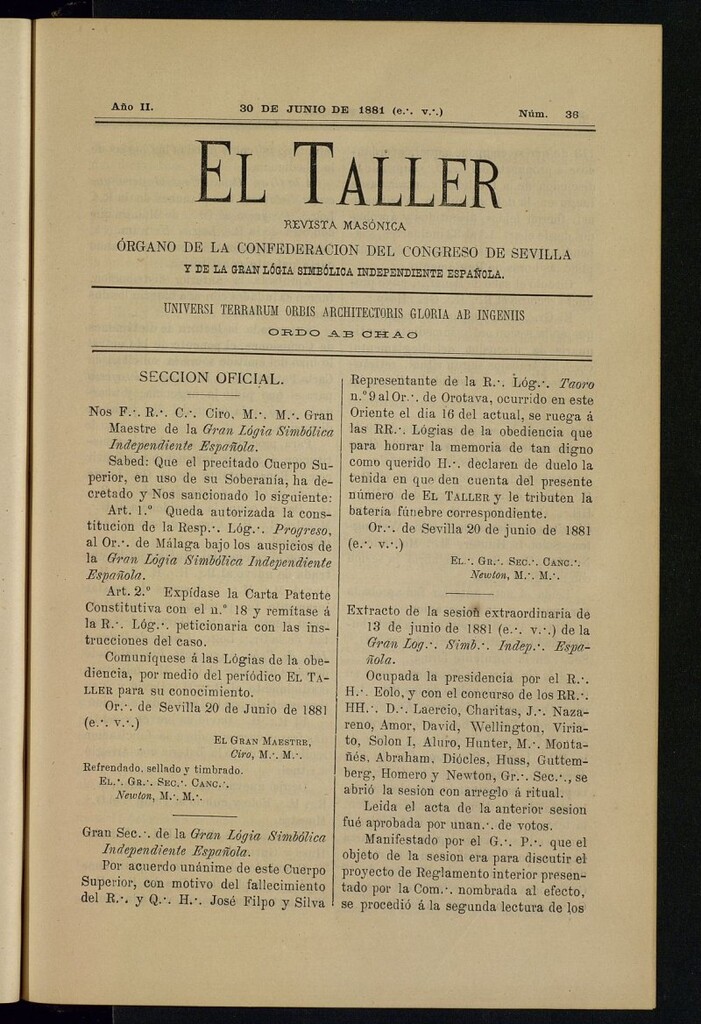 Año II.
30 DE JUNIO DE 1881 (e.·. v.·.)
Núm. 36
EL TALLER
REVISTA MASÓNICA
ÓRGANO DE LA CONFEDERACION DEL CONGRESO DE SEVILLA
Y DE LA GRAN LÓGIA SIMBÓLICA INDEPENDIENTE ESPAÑOLA.
UNIVERSI TERRARUM ORBIS ARCHITECTORIS GLORIA AB INGENIIS
ORDO AB CHAO
SECCION OFICIAL.
Nos F.·. R.·. C.·. Ciro, M.·. M.·. Gran
Maestre de la Gran Lógia Simbólica
Independiente Española.
Sabed: Que el precitado Cuerpo Su-
perior, en uso de su Soberanía, ha de-
cretado y Nos sancionado lo siguiente:
Art. 1.º Queda autorizada la cons-
titucion de la Resp.·. Lóg.·. Progreso,
al Or.·. de Málaga bajo los auspicios de
la Gran Lógia Simbólica Independiente
Española.
Art. 2.º Expídase la Carta Patente
Constitutiva con el n.º 18 y remítase á
la R.·. Lóg.·. peticionaria con las ins-
trucciones del caso.
Comuníquese á las Lógias de la obe-
diencia, por medio del periódico EL TA-
LLER para su conocimiento.
Or.·. de Sevilla 20 de Junio de 1881
(e.·. v.·.)
EL GRAN MAESTRE,
Ciro, M.·. M.·.
Refrendado, sellado y timbrado.
EL.·. GR.·. SEC.·. CANC.·.
Newton, M.·. M.·.
Gran Sec.·. de la Gran Lógia Simbólica
Independiente Española.
Por acuerdo unánime de este Cuerpo
Superior, con motivo del fallecimiento
del R.·. y Q.·. H.·. José Filpo y Silva
Representante de la R.·. Lóg.·. Taoro
n.º 9 al Or.·. de Orotava, ocurrido en este
Oriente el dia 16 del actual, se ruega á
las RR.·. Lógias de la obediencia que
para honrar la memoria de tan digno
como querido H.·. declaren de duelo la
tenida en que den cuenta del presente
número de EL TALLER y le tributen la
batería fúnebre correspondiente.
Or.·. de Sevilla 20 de junio de 1881
(e.·. v.·.)
EL.·. GR.·. SEC.·. CANC.·.
Newton, M.·. M.·.
Extracto de la sesion extraordinaria de
13 de junio de 1881 (e.·. v.·.) de la
Gran Log.·. Simb.·. Indep.·. Espa-
ñola.
Ocupada la presidencia por el R.·.
H.·. Eolo, y con el concurso de los RR.·.
HH.·. D.·. Laercio, Charitas, J.·. Naza-
reno, Amor, David, Wellington, Viria-
to, Solon I, Aluro, Hunter, M.·. Monta-
ñés, Abraham, Diócles, Huss, Guttem-
berg, Homero y Newton, Gr.·. Sec.·., se
abrió la sesion con arreglo á ritual.
Leida el acta de la anterior sesion
fué aprobada por unan.·. de votos.
Manifestado por el G.·. P.·. que el
objeto de la sesion era para discutir el
proyecto de Reglamento interior presen-
tado por la Com.·. nombrada al efecto,
se procedió á la segunda lectura de los